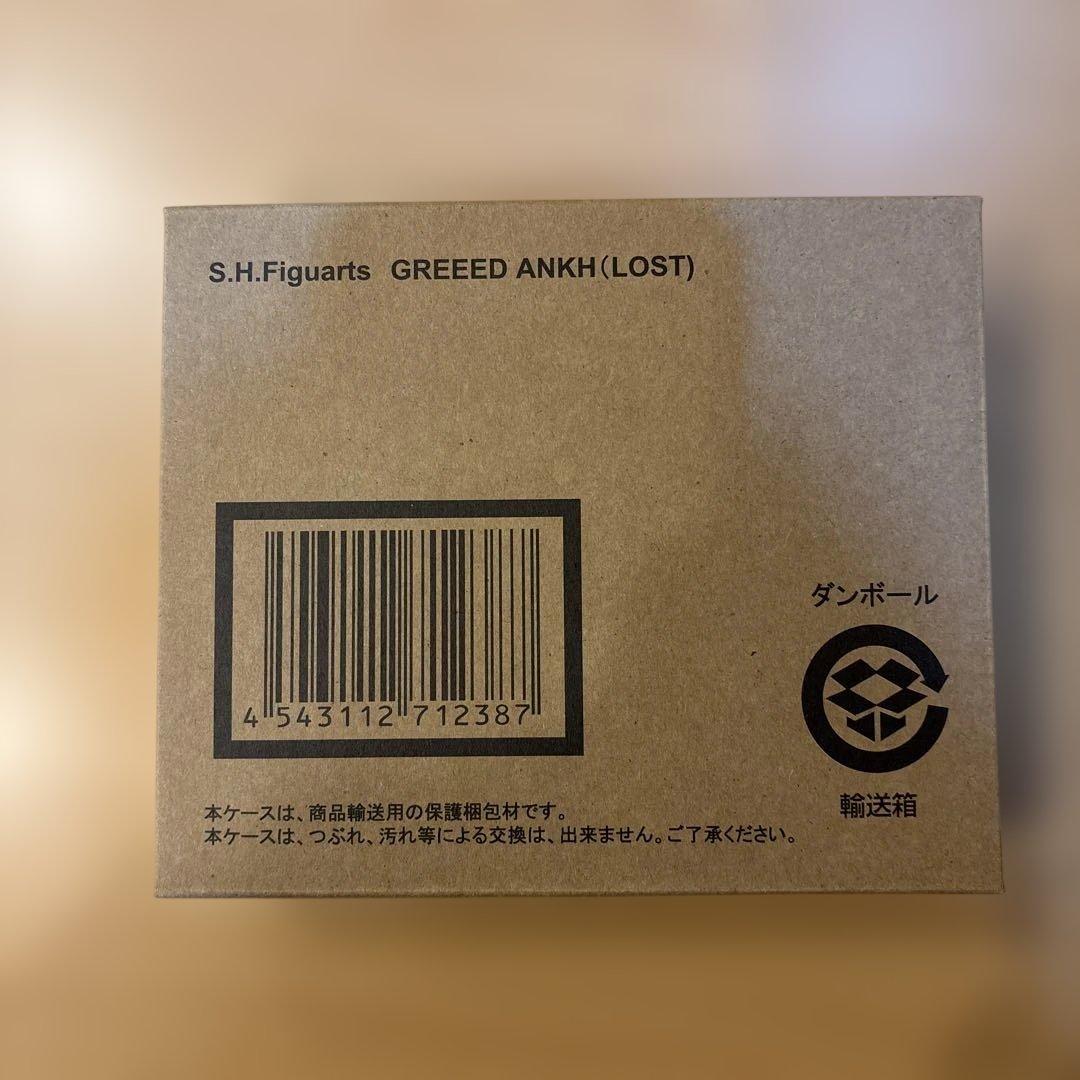 S.H.Figuarts GREEED ANKH(LOST)
4 543112 712387
ダンボール
輸送箱
本ケースは、商品輸送用の保護梱包材です。
本ケースは、つぶれ、汚れ等による交換は、出来ません。ご了承ください。